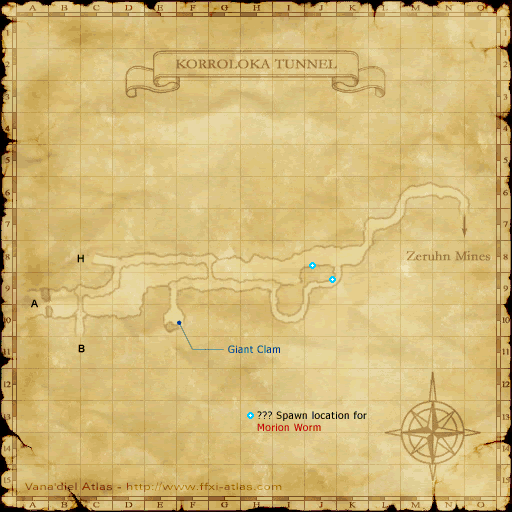 A B C D E F G H I J K L M N O
KORROLOKA TUNNEL
1
2
3
4
5
6
7
8
9
10
11
12
13
14
15
H
Zeruhn Mines
A
B
Giant Clam
??? Spawn location for
Morion Worm
Vana'diel Atlas - http://www.ffxi-atlas.com